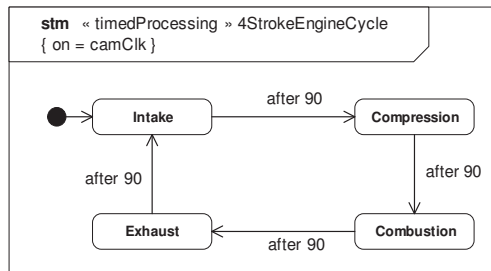 stm « timedProcessing » 4StrokeEngineCycle
{ on = camClk }
after 90
Intake
Compression
after 90
after 90
Exhaust
Combustion
after 90